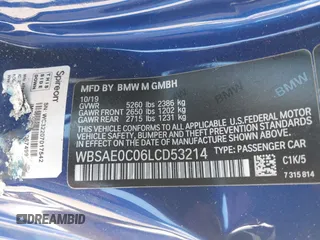 MFD BY BMW M GMBH
10/19
GVWR 5260 lbs 2386 kg
GAWR FRONT 2650 lbs 1202 kg
GAWR REAR 2715 lbs 1231 kg
THIS VEHICLE CONFORMS TO ALL APPLICABLE U.S. FEDERAL MOTOR
VEHICLE SAFETY, BUMPER, AND THEFT PREVENTION STANDARDS IN
EFFECT ON THE DATE OF MANUFACTURE SHOWN ABOVE.
WBSAE0C06LCD53214
TYPE: PASSENGER CAR
C1K/5
7 315 814
BMW
BMW
Spireon
DREAMBID